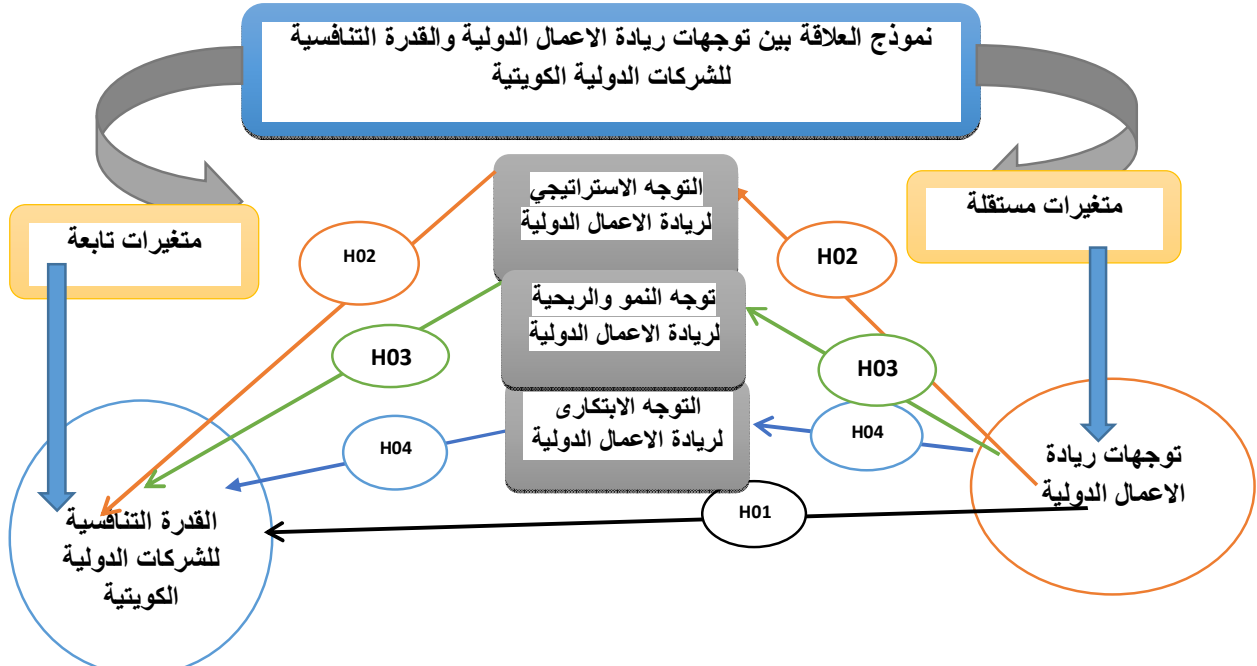 نموذج العلاقة بين توجهات ريادة الاعمال الدولية والقدرة التنافسية
للشركات الدولية الكويتية
متغيرات مستقلة
متغيرات تابعة
التوجه الاستراتيجي
لريادة الاعمال الدولية
H02
H02
توجه النمو والربحية
لريادة الاعمال الدولية
H03
H03
التوجه الابتكارى
لريادة الاعمال الدولية
H04
H04
توجهات ريادة
الاعمال الدولية
H01
القدرة التنافسية
للشركات الدولية
الكويتية